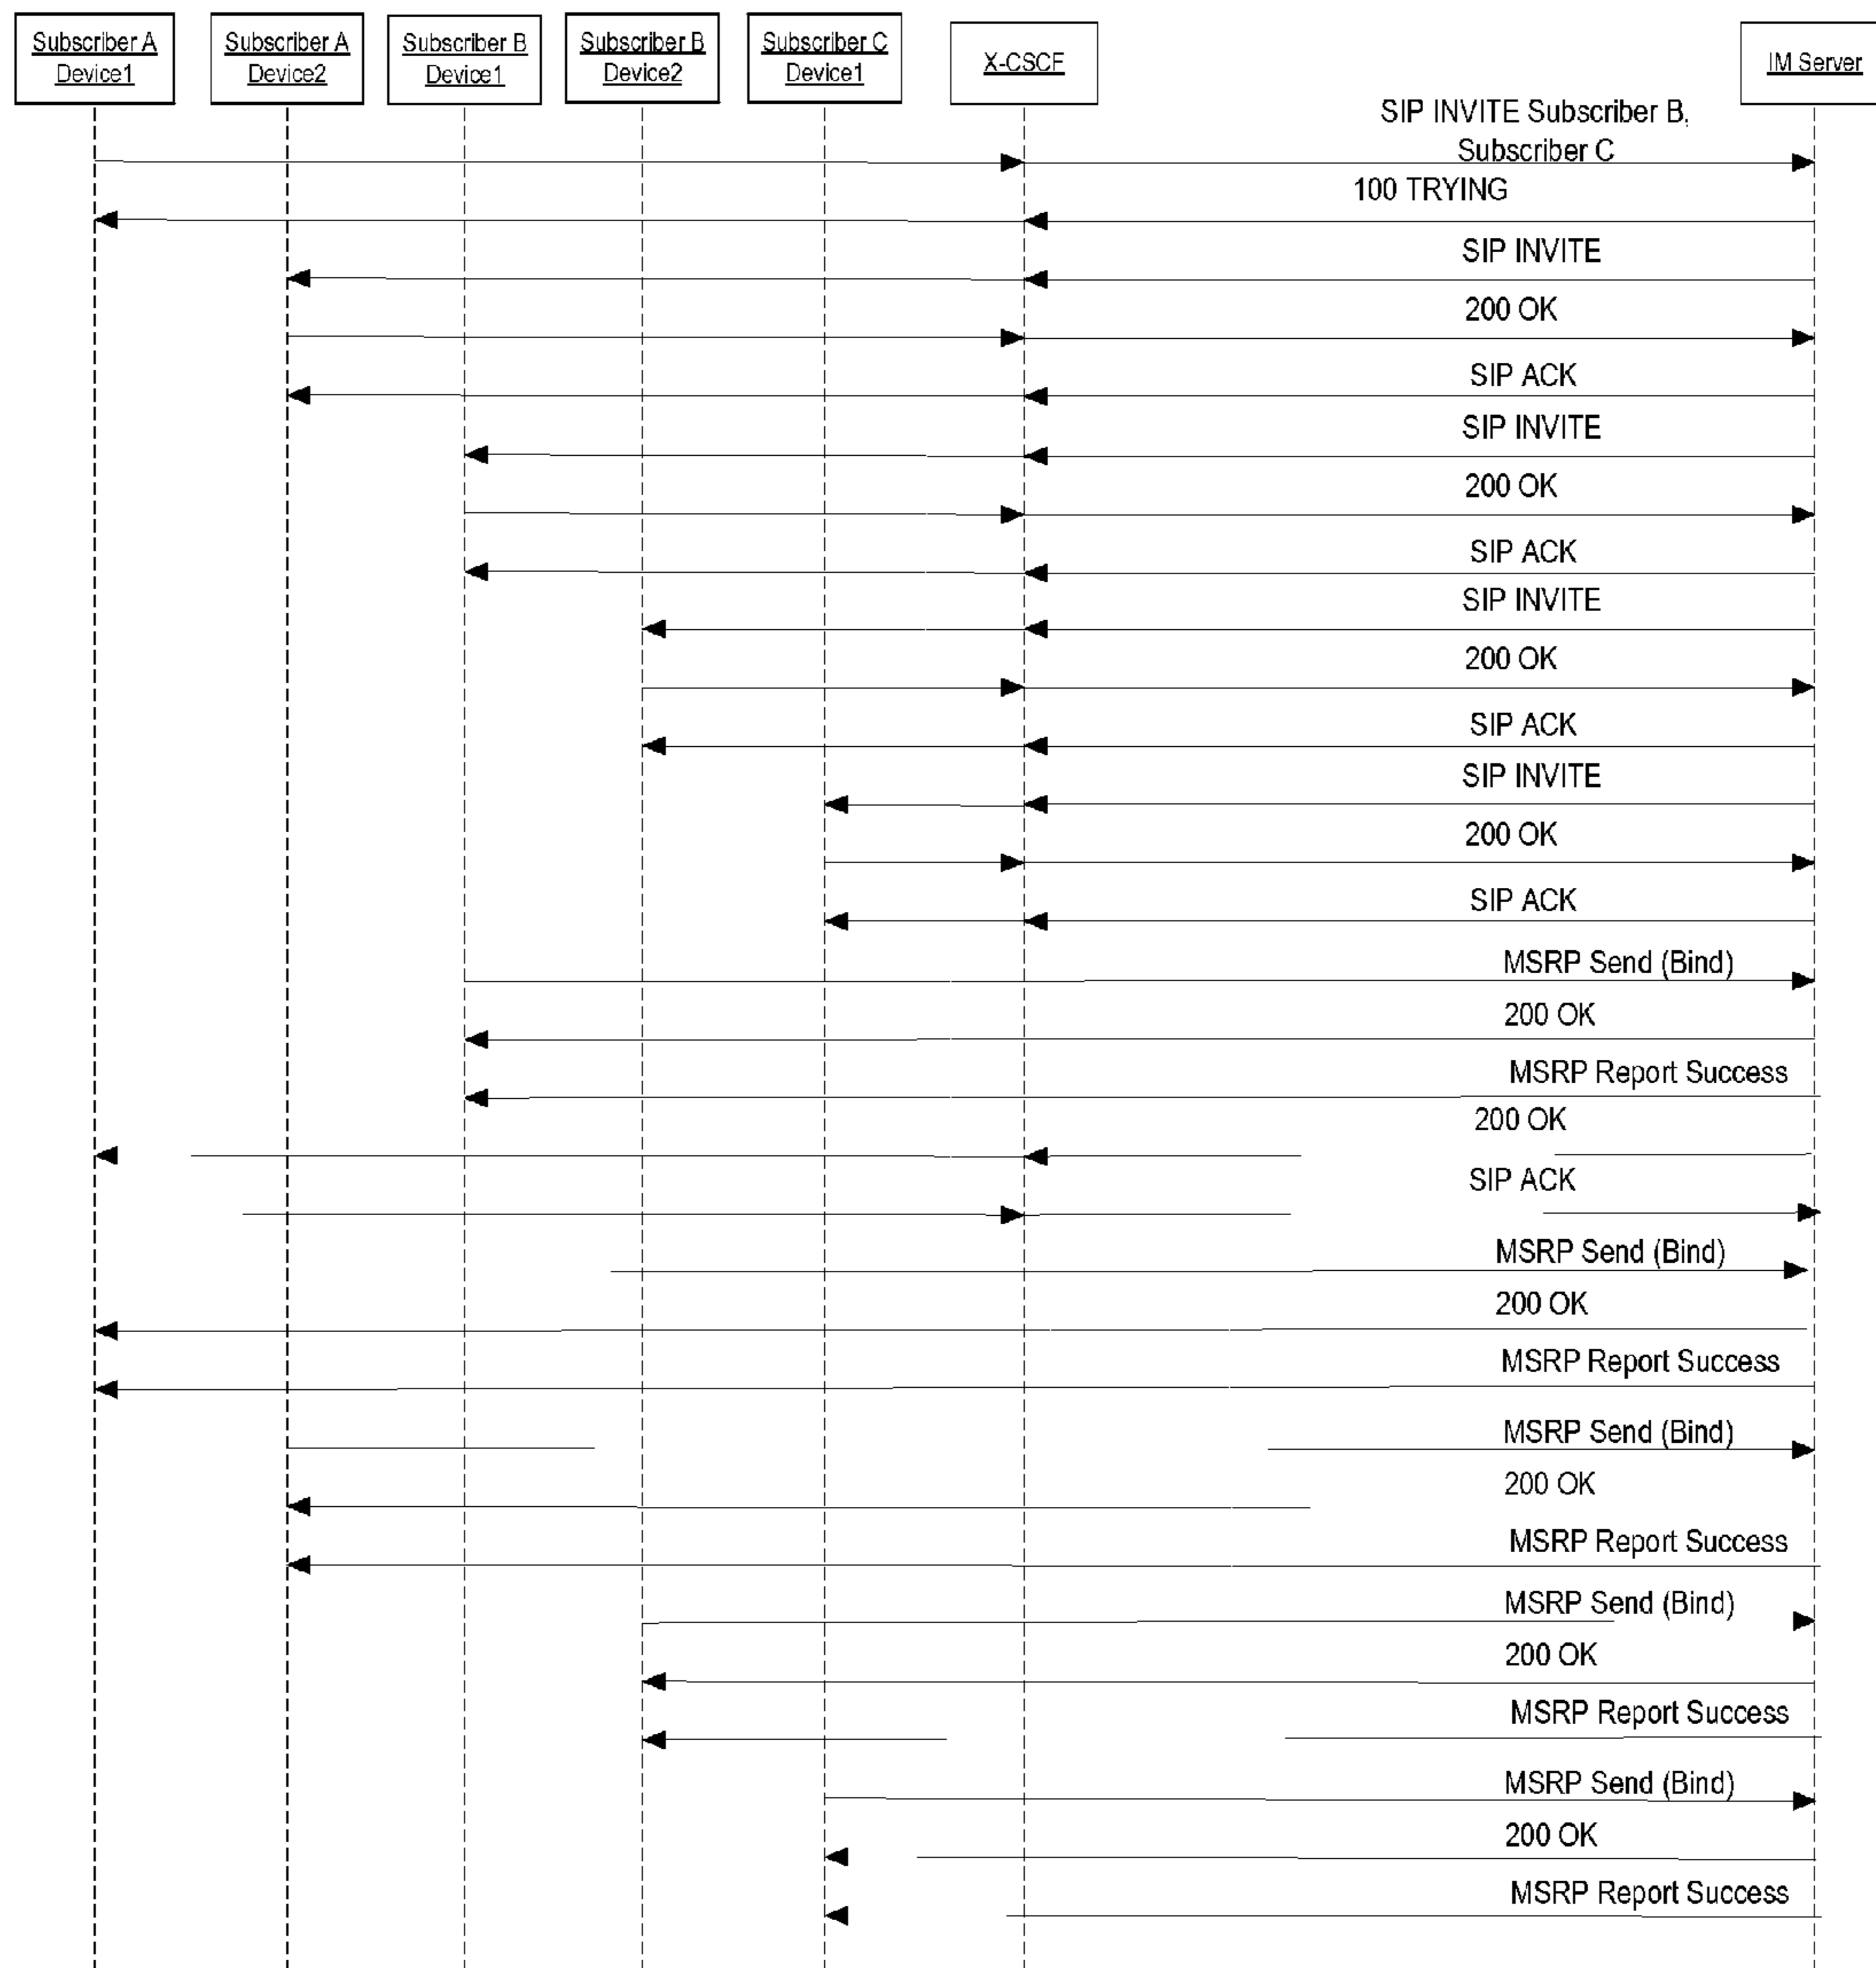 Subscriber A
Device1
Subscriber A
Device2
Subscriber B
Device1
Subscriber B
Device2
Subscriber C
Device1
X-CSCF
IM Server
SIP INVITE Subscriber B,
Subscriber C
100 TRYING
SIP INVITE
200 OK
SIP ACK
SIP INVITE
200 OK
SIP ACK
SIP INVITE
200 OK
SIP ACK
SIP INVITE
200 OK
SIP ACK
MSRP Send (Bind)
200 OK
MSRP Report Success
200 OK
SIP ACK
MSRP Send (Bind)
200 OK
MSRP Report Success
MSRP Send (Bind)
200 OK
MSRP Report Success
MSRP Send (Bind)
200 OK
MSRP Report Success
MSRP Send (Bind)
200 OK
MSRP Report Success